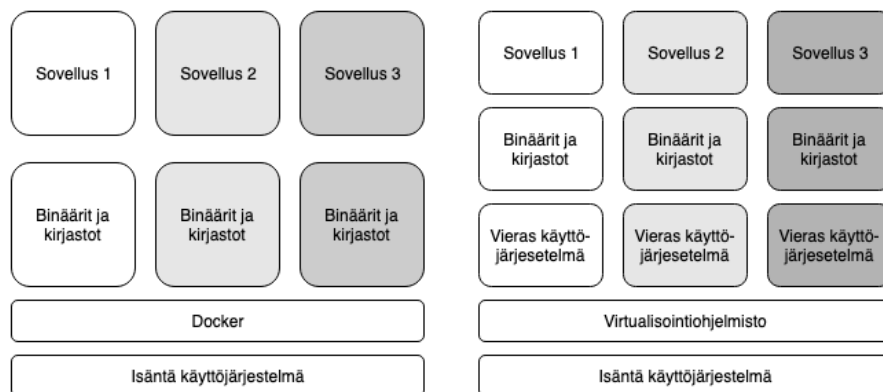 Sovellus 1
Sovellus 2
Sovellus 3
Binäärit ja
kirjastot
Binäärit ja
kirjastot
Binäärit ja
kirjastot
Docker
Isäntä käyttöjärjestelmä
Sovellus 1
Sovellus 2
Sovellus 3
Binäärit ja
kirjastot
Binäärit ja
kirjastot
Binäärit ja
kirjastot
Vieras käyttö-
järjesetelmä
Vieras käyttö-
järjesetelmä
Vieras käyttö-
järjesetelmä
Virtualisointiohjelmisto
Isäntä käyttöjärjestelmä